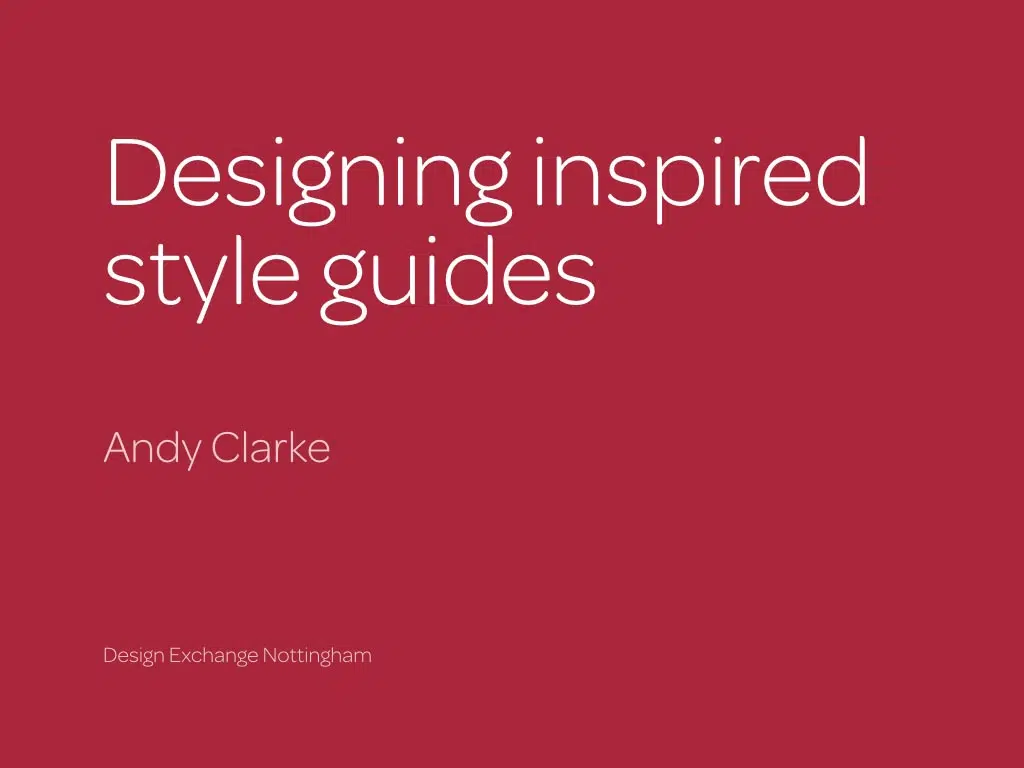 Designing inspired
style guides
Andy Clarke
Design Exchange Nottingham